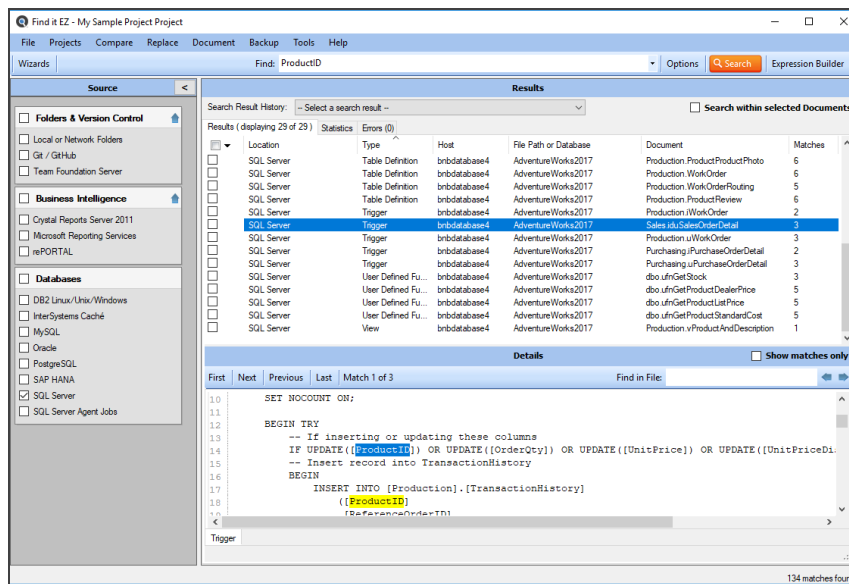 Find it EZ - My Sample Project Project
File Projects Compare Replace Document Backup Tools Help
Wizards Find: ProductID Options Search Expression Builder
Source <
Folders & Version Control
Local or Network Folders
Git / GitHub
Team Foundation Server
Business Intelligence
Crystal Reports Server 2011
Microsoft Reporting Services
rePORTAL
Databases
DB2 Linux/Unix/Windows
InterSystems Caché
MySQL
Oracle
PostgreSQL
SAP HANA
SQL Server
SQL Server Agent Jobs
Results
Search Result History: -- Select a search result -- Search within selected Documents
Results ( displaying 29 of 29 ) Statistics Errors (0)
Location Type Host File Path or Database Document Matches
SQL Server Table Definition bnbdatabase4 AdventureWorks2017 Production.ProductProductPhoto 6
SQL Server Table Definition bnbdatabase4 AdventureWorks2017 Production.WorkOrder 6
SQL Server Table Definition bnbdatabase4 AdventureWorks2017 Production.WorkOrderRouting 5
SQL Server Table Definition bnbdatabase4 AdventureWorks2017 Production.ProductReview 6
SQL Server Trigger bnbdatabase4 AdventureWorks2017 Production.iWorkOrder 2
SQL Server Trigger bnbdatabase4 AdventureWorks2017 Sales.iduSalesOrderDetail 3
SQL Server Trigger bnbdatabase4 AdventureWorks2017 Production.uWorkOrder 3
SQL Server Trigger bnbdatabase4 AdventureWorks2017 Purchasing.iPurchaseOrderDetail 2
SQL Server Trigger bnbdatabase4 AdventureWorks2017 Purchasing.uPurchaseOrderDetail 3
SQL Server User Defined Fu... bnbdatabase4 AdventureWorks2017 dbo.ufnGetStock 3
SQL Server User Defined Fu... bnbdatabase4 AdventureWorks2017 dbo.ufnGetProductDealerPrice 5
SQL Server User Defined Fu... bnbdatabase4 AdventureWorks2017 dbo.ufnGetProductListPrice 5
SQL Server User Defined Fu... bnbdatabase4 AdventureWorks2017 dbo.ufnGetProductStandardCost 5
SQL Server View bnbdatabase4 AdventureWorks2017 Production.vProductAndDescription 1
Details Show matches only
First Next Previous Last Match 1 of 3 Find in File:
10 SET NOCOUNT ON;
11
12 BEGIN TRY
13 -- If inserting or updating these columns
14 IF UPDATE([ProductID]) OR UPDATE([OrderQty]) OR UPDATE([UnitPrice]) OR UPDATE([UnitPriceDi
15 -- Insert record into TransactionHistory
16 BEGIN
17 INSERT INTO [Production].[TransactionHistory]
18 ([ProductID]
19 ,[ReferenceOrderID]
Trigger
134 matches foun